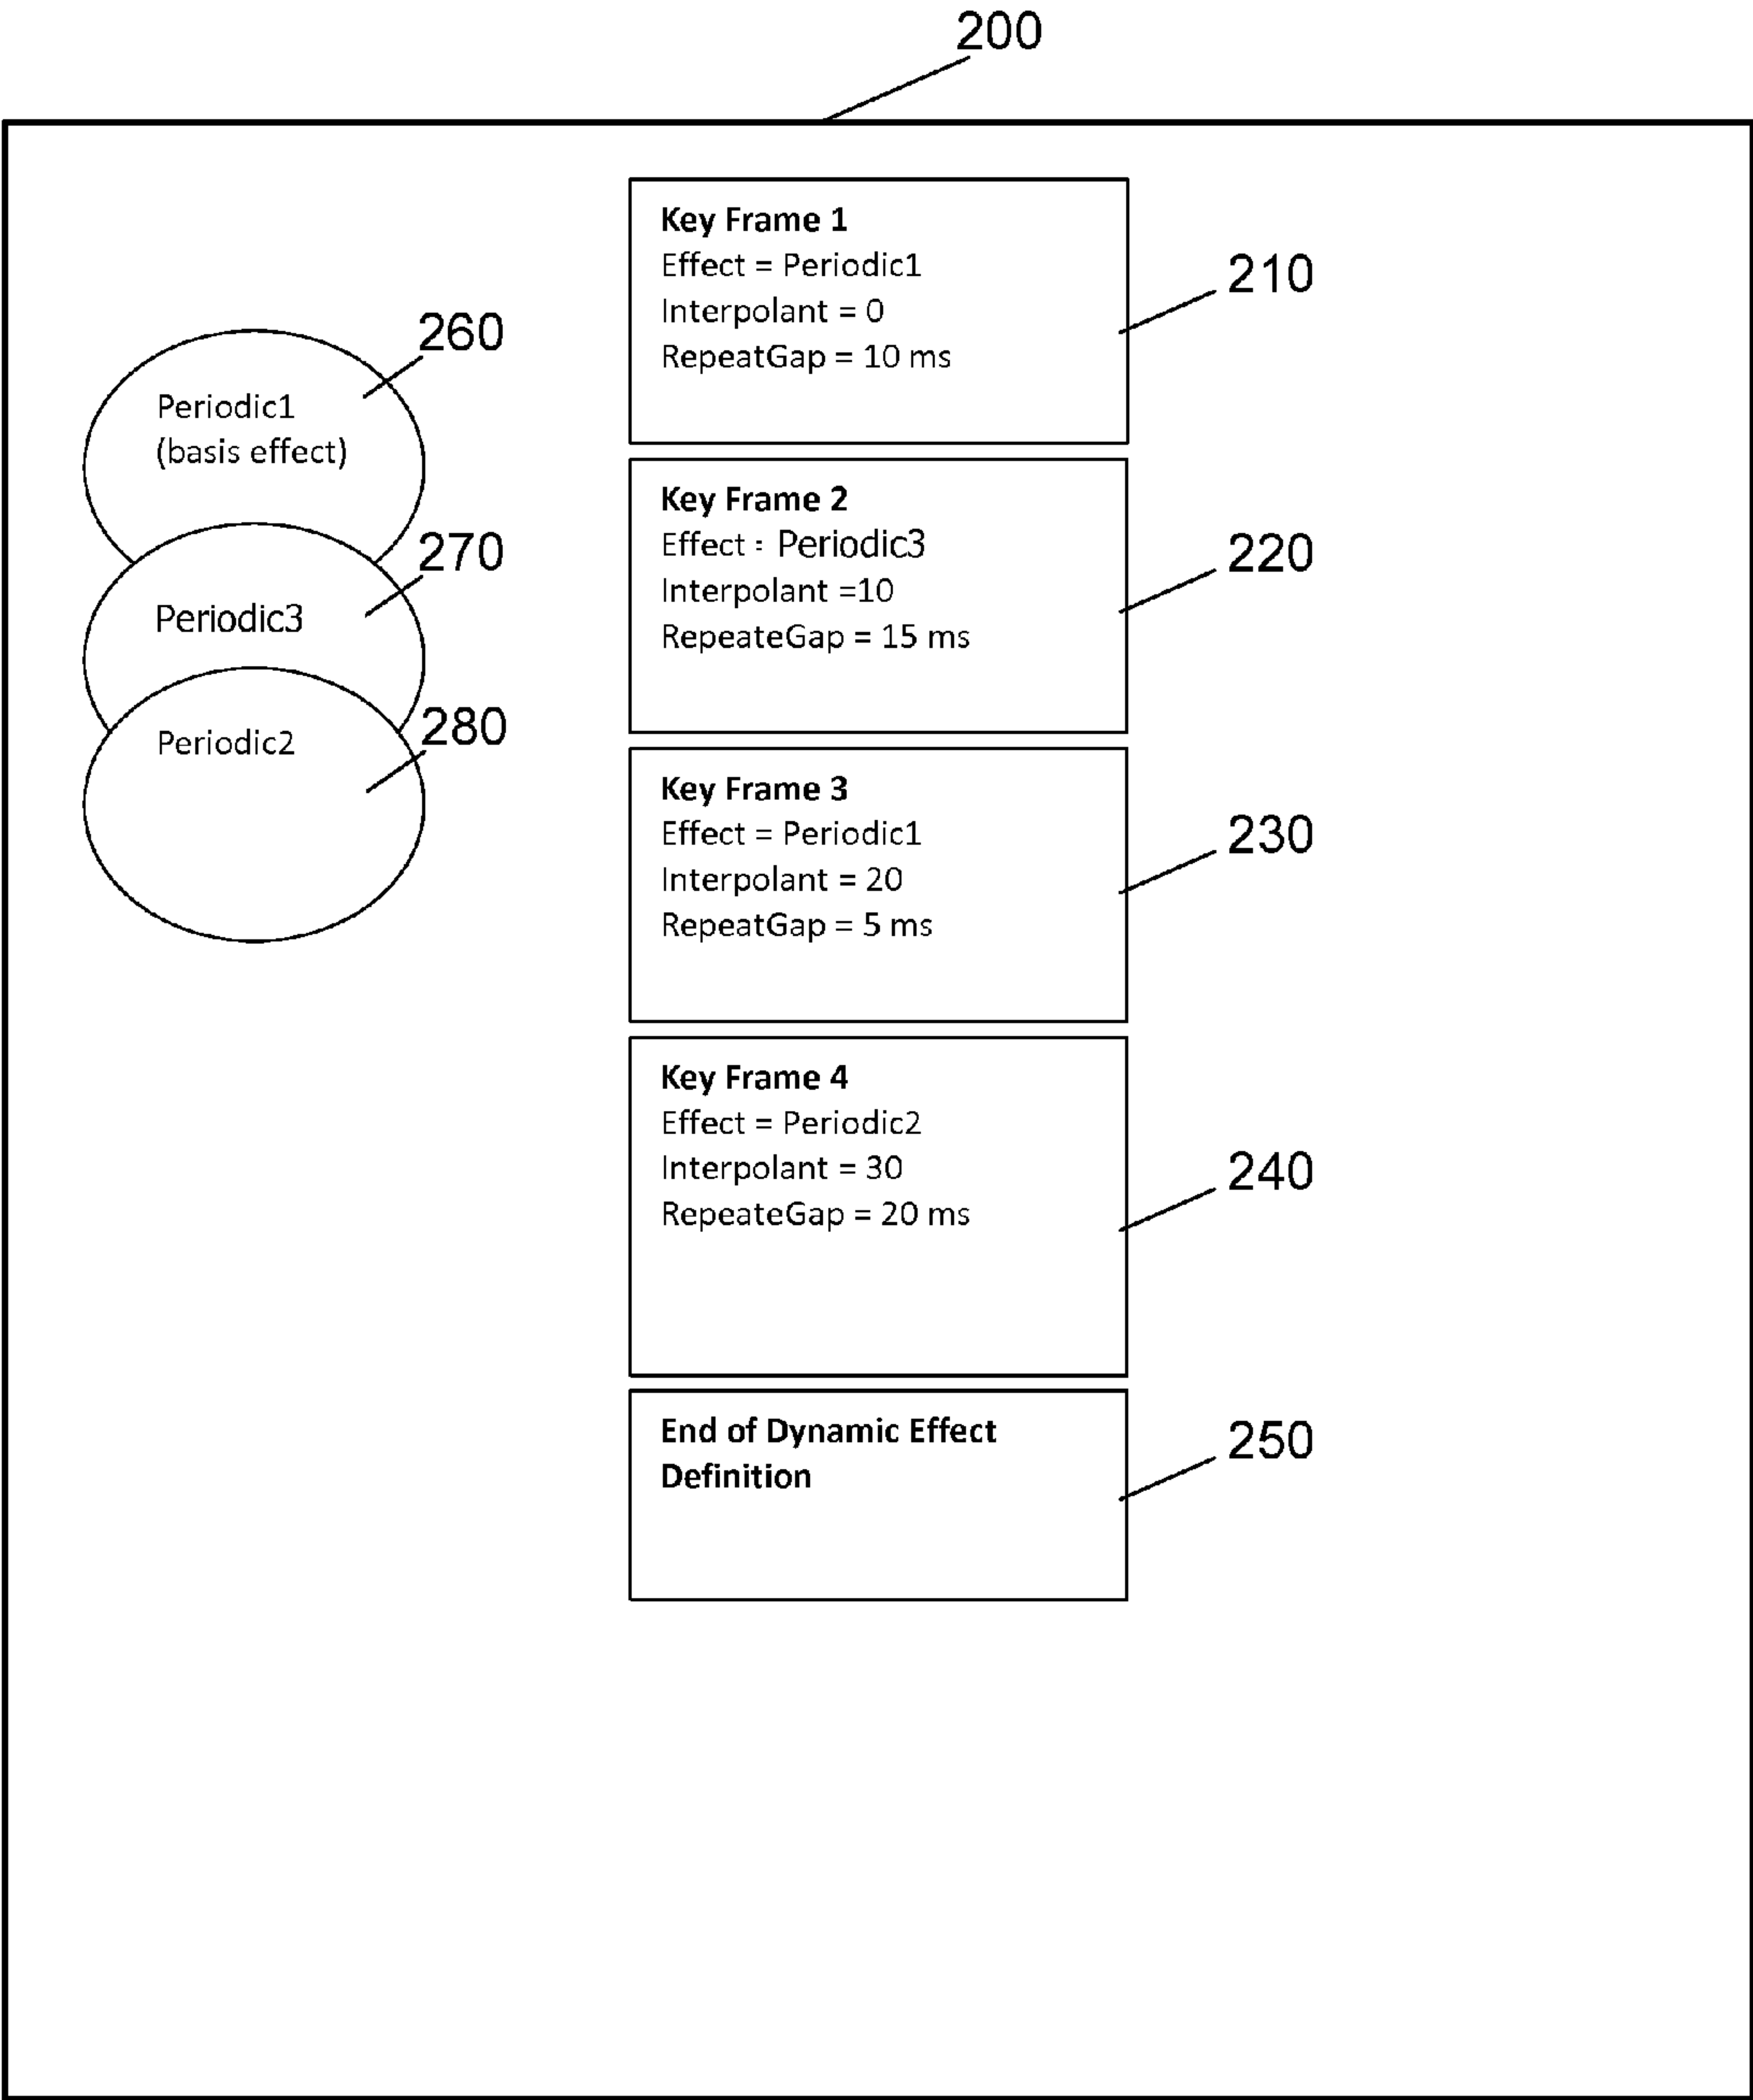 200
Key Frame 1
Effect = Periodic1
Interpolant = 0
RepeatGap = 10 ms
210
260
Periodic1
(basis effect)
Key Frame 2
Effect = Periodic3
Interpolant =10
RepeateGap = 15 ms
220
270
Periodic3
280
Periodic2
Key Frame 3
Effect = Periodic1
Interpolant = 20
RepeatGap = 5 ms
230
Key Frame 4
Effect = Periodic2
Interpolant = 30
RepeateGap = 20 ms
240
End of Dynamic Effect
Definition
250